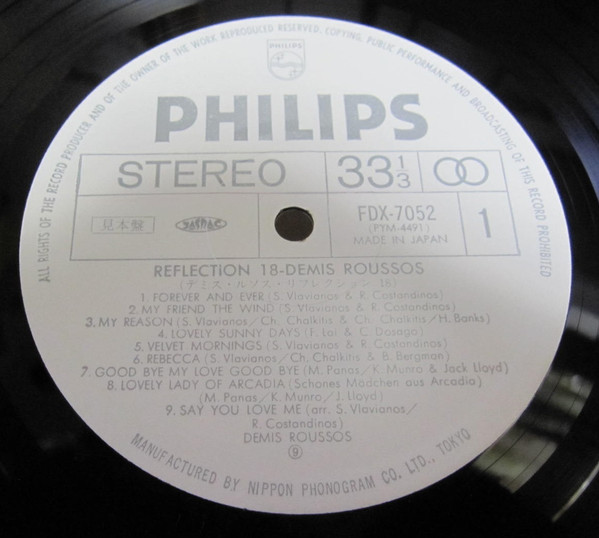 ALL RIGHTS OF THE RECORD PRODUCER AND OF THE OWNER OF THE WORK REPRODUCED RESERVED. COPYING, PUBLIC PERFORMANCE AND BROADCASTING OF THIS RECORD PROHIBITED
PHILIPS
PHILIPS
STEREO 33 1/3
見本盤 FDX-7052 1
(PYM-4491)
MADE IN JAPAN
REFLECTION 18-DEMIS ROUSSOS
(デミス・ルソス・リフレクション 18)
1. FOREVER AND EVER (S. Vlavianos & R. Costandinos)
2. MY FRIEND THE WIND (S. Vlavianos & R. Costandinos)
3. MY REASON (S. Vlavianos/Ch. Chalkitis & Ch. Chalkitis/H. Banks)
4. LOVELY SUNNY DAYS (F. Loi & C. Dosago)
5. VELVET MORNINGS (S. Vlavianos & R. Costandinos)
6. REBECCA (S. Vlavianos/Ch. Chalkitis & B. Bergman)
7. GOOD BYE MY LOVE GOOD BYE (M. Panas/K. Munro & Jack Lloyd)
8. LOVELY LADY OF ARCADIA (Schones Mädchen aus Arcadia)
(M. Panas/K. Munro/J. Lloyd)
9. SAY YOU LOVE ME (arr. S. Vlavianos/
R. Costandinos)
DEMIS ROUSSOS
⑨
MANUFACTURED BY NIPPON PHONOGRAM CO. LTD., TOKYO